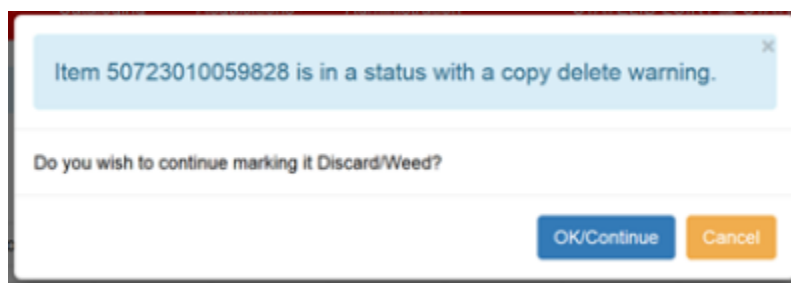 Item 50723010059828 is in a status with a copy delete warning.
×
Do you wish to continue marking it Discard/Weed?
OK/Continue Cancel